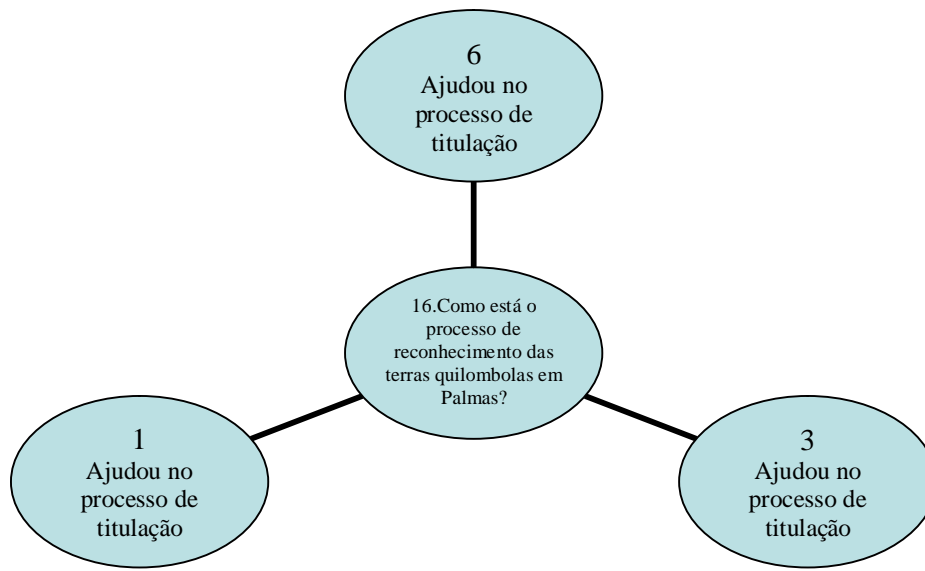 6
Ajudou no
processo de
titulação
16.Como está o
processo de
reconhecimento das
terras quilombolas em
Palmas?
1
Ajudou no
processo de
titulação
3
Ajudou no
processo de
titulação